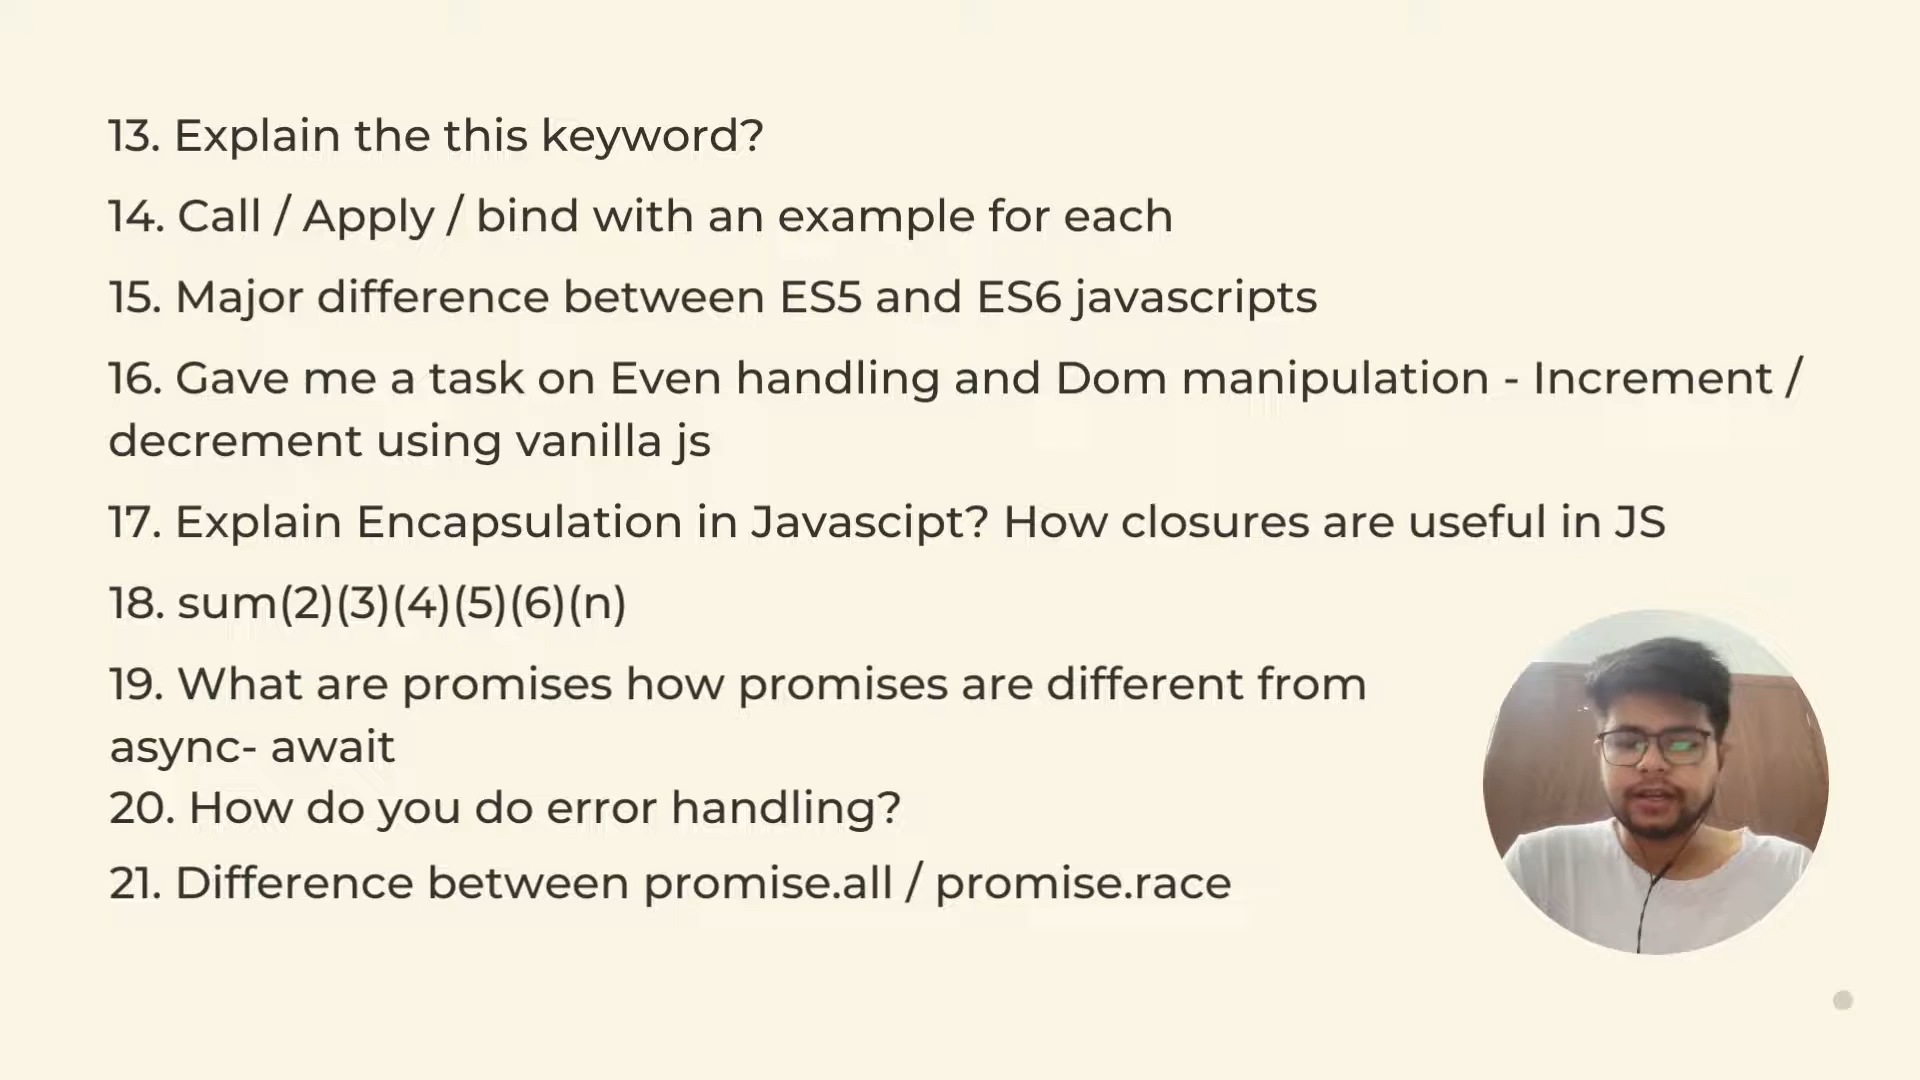 13. Explain the this keyword?
14. Call / Apply / bind with an example for each
15. Major difference between ES5 and ES6 javascripts
16. Gave me a task on Even handling and Dom manipulation - Increment /
decrement using vanilla js
17. Explain Encapsulation in Javascipt? How closures are useful in JS
18. sum(2)(3)(4)(5)(6)(n)
19. What are promises how promises are different from
async- await
20. How do you do error handling?
21. Difference between promise.all / promise.race